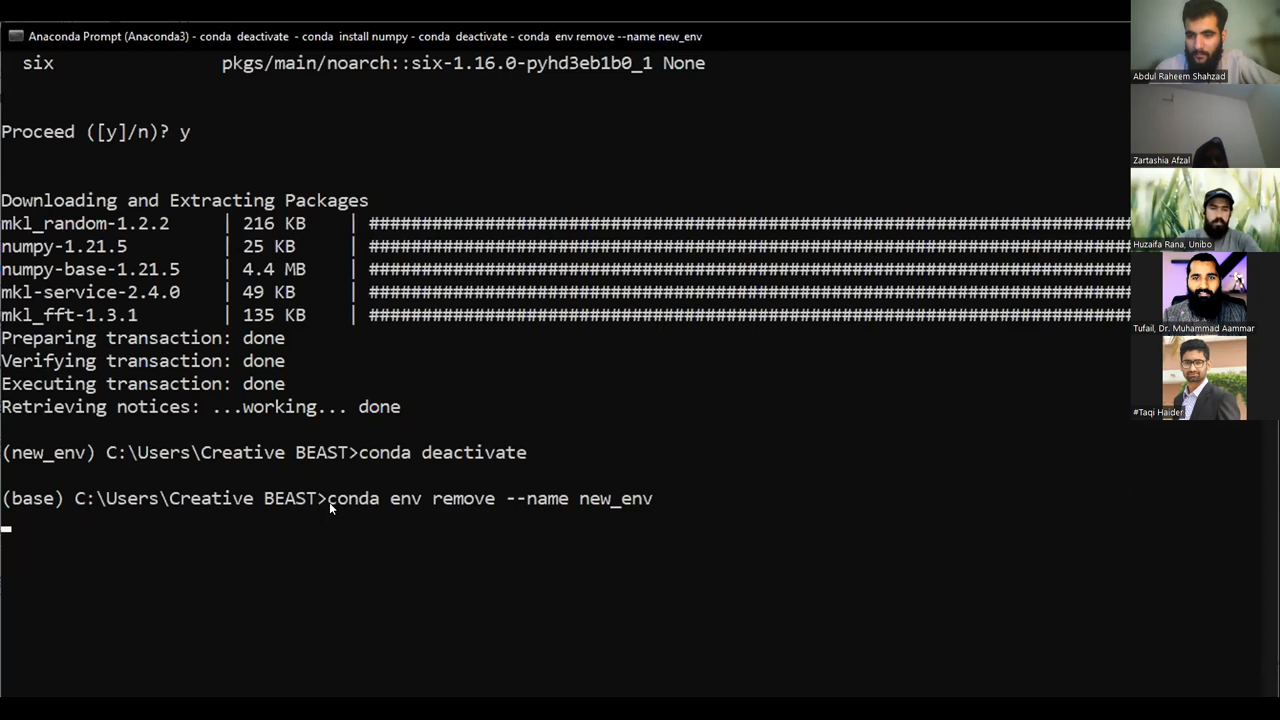 Anaconda Prompt (Anaconda3) - conda deactivate - conda install numpy - conda deactivate - conda env remove --name new_env
six pkgs/main/noarch::six-1.16.0-pyhd3eb1b0_1 None
Proceed ([y]/n)? y
Downloading and Extracting Packages
mkl_random-1.2.2 | 216 KB | ########################################################################
numpy-1.21.5 | 25 KB | ########################################################################
numpy-base-1.21.5 | 4.4 MB | ########################################################################
mkl-service-2.4.0 | 49 KB | ########################################################################
mkl_fft-1.3.1 | 135 KB | ########################################################################
Preparing transaction: done
Verifying transaction: done
Executing transaction: done
Retrieving notices: ...working... done
(new_env) C:\Users\Creative BEAST>conda deactivate
(base) C:\Users\Creative BEAST>conda env remove --name new_env
Abdul Raheem Shahzad
Zartashia Afzal
Huzaifa Rana, Unibo
Tufail, Dr. Muhammad Aammar
#Taqi Haider